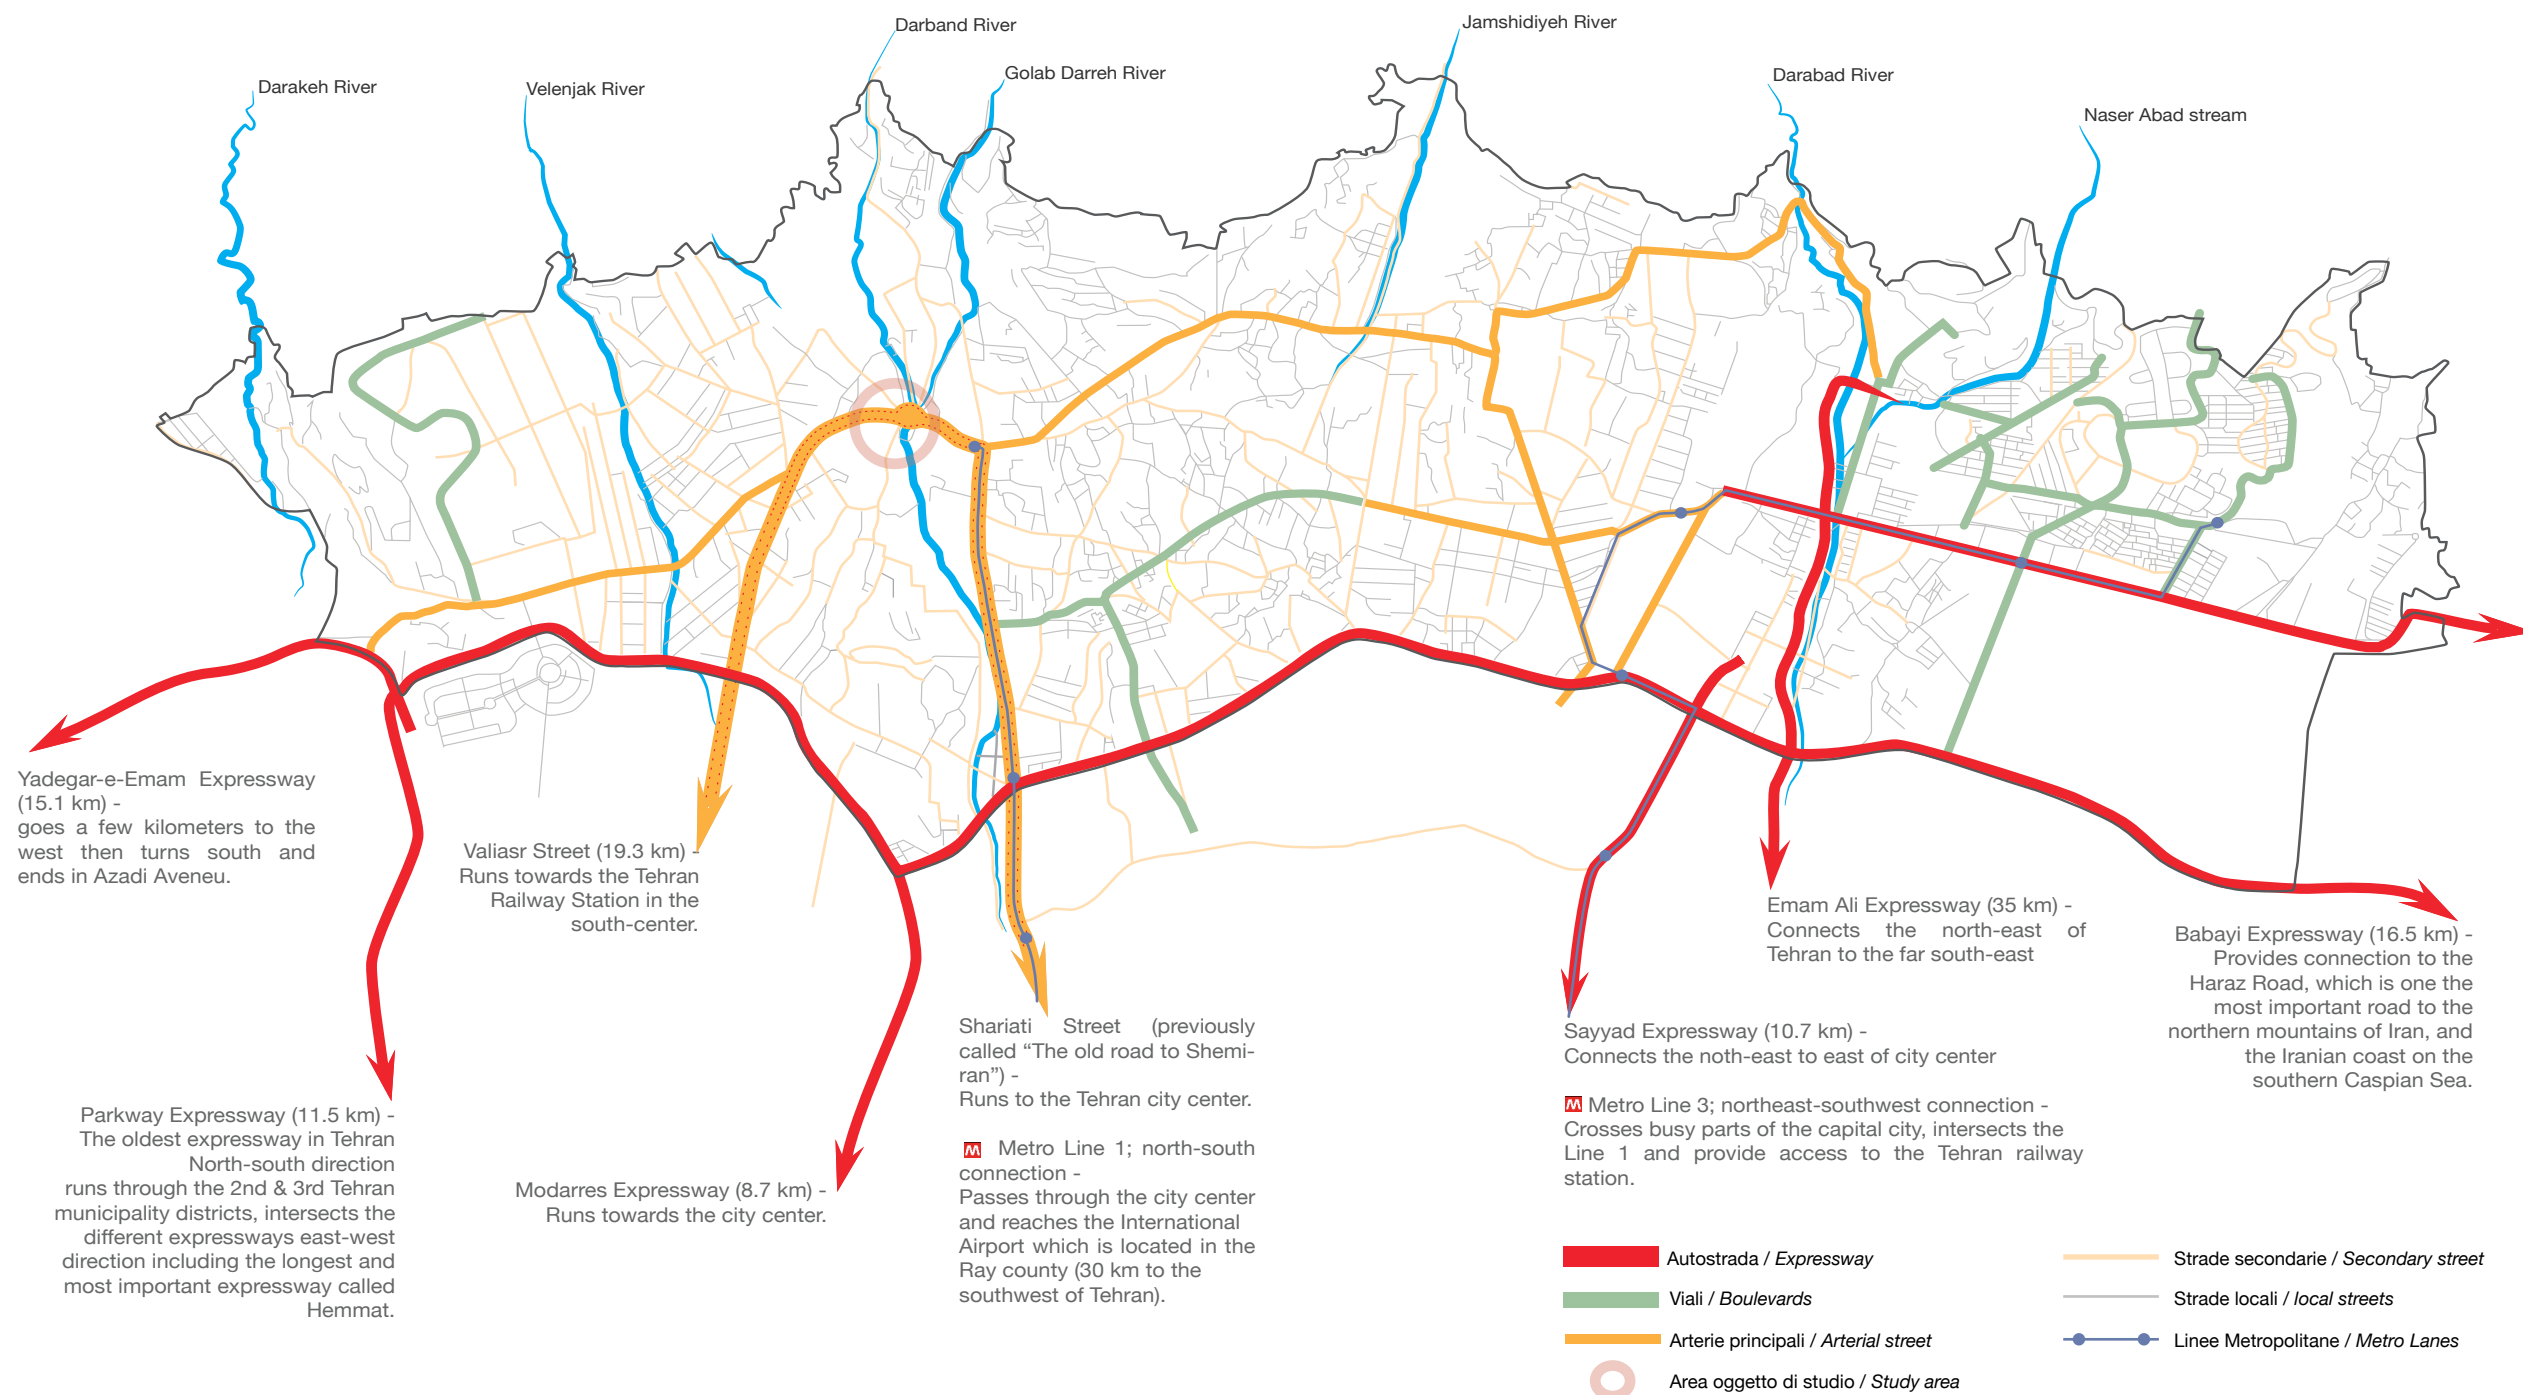 Darakeh River
Velenjak River
Darband River
Golab Darreh River
Jamshidiyeh River
Darabad River
Naser Abad stream
Yadegar-e-Emam Expressway
(15.1 km) -
goes a few kilometers to the
west then turns south and
ends in Azadi Aveneu.
Parkway Expressway (11.5 km) -
The oldest expressway in Tehran
North-south direction
runs through the 2nd & 3rd Tehran
municipality districts, intersects the
different expressways east-west
direction including the longest and
most important expressway called
Hemmat.
Valiasr Street (19.3 km) -
Runs towards the Tehran
Railway Station in the
south-center.
Modarres Expressway (8.7 km) -
Runs towards the city center.
Shariati Street (previously
called “The old road to Shemi-
ran”) -
Runs to the Tehran city center.
M Metro Line 1; north-south
connection -
Passes through the city center
and reaches the International
Airport which is located in the
Ray county (30 km to the
southwest of Tehran).
Sayyad Expressway (10.7 km) -
Connects the noth-east to east of city center
M Metro Line 3; northeast-southwest connection -
Crosses busy parts of the capital city, intersects the
Line 1 and provide access to the Tehran railway
station.
Emam Ali Expressway (35 km) -
Connects the north-east of
Tehran to the far south-east
Babayi Expressway (16.5 km) -
Provides connection to the
Haraz Road, which is one the
most important road to the
northern mountains of Iran, and
the Iranian coast on the
southern Caspian Sea.
Autostrada / Expressway
Viali / Boulevards
Arterie principali / Arterial street
Area oggetto di studio / Study area
Strade secondarie / Secondary street
Strade locali / local streets
Linee Metropolitane / Metro Lanes